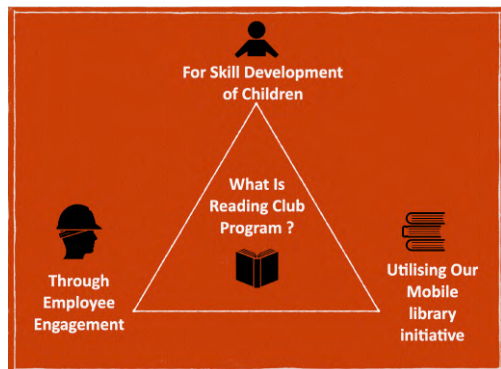 For Skill Development
of Children
What Is
Reading Club
Program ?
Through
Employee
Engagement
Utilising Our
Mobile
library
initiative